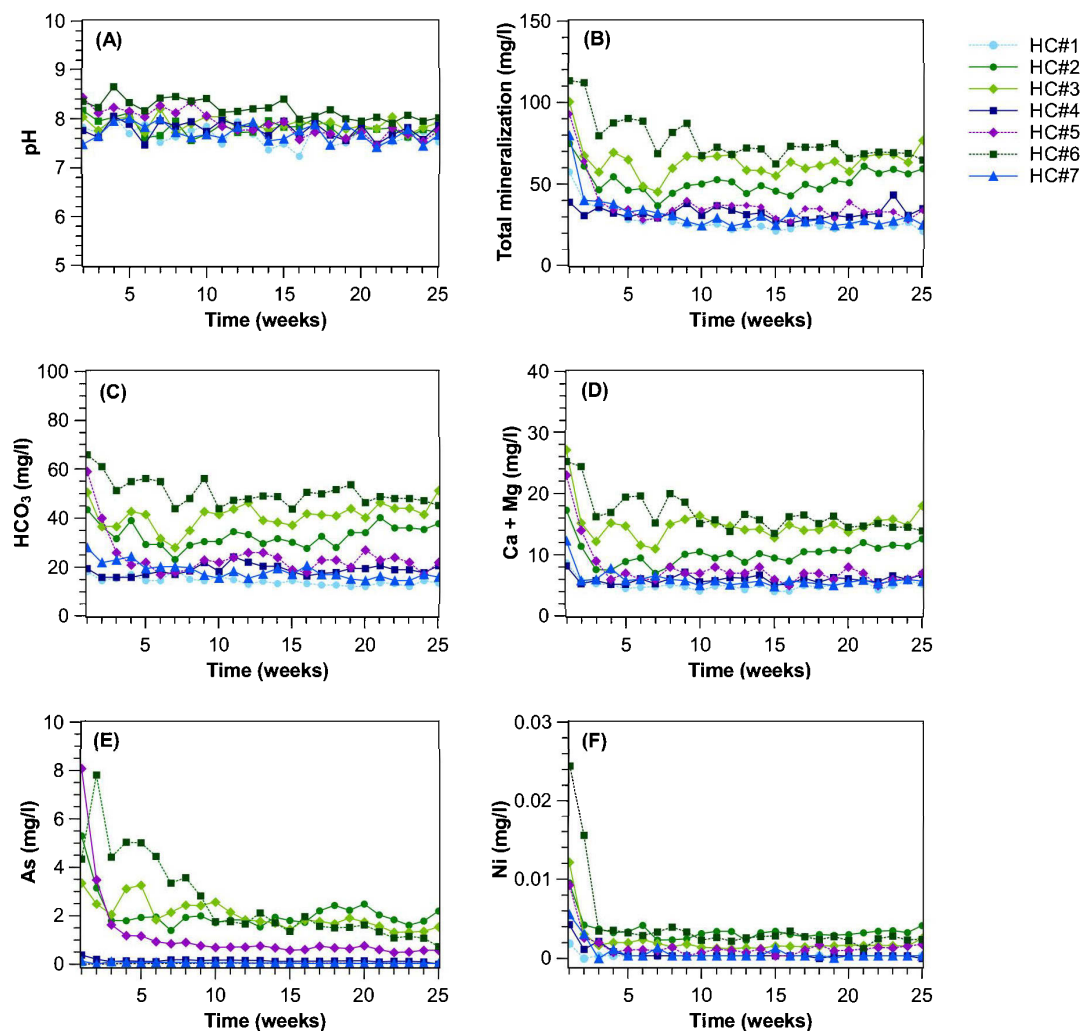 (A)
pH
10
9
8
7
6
5
5
10
15
20
25
Time (weeks)
(B)
Total mineralization (mg/l)
150
100
50
0
5
10
15
20
25
Time (weeks)
HC#1
HC#2
HC#3
HC#4
HC#5
HC#6
HC#7
(C)
HCO₃ (mg/l)
100
80
60
40
20
0
5
10
15
20
25
Time (weeks)
(D)
Ca + Mg (mg/l)
40
30
20
10
0
5
10
15
20
25
Time (weeks)
(E)
As (mg/l)
10
8
6
4
2
0
5
10
15
20
25
Time (weeks)
(F)
Ni (mg/l)
0.03
0.02
0.01
0
5
10
15
20
25
Time (weeks)